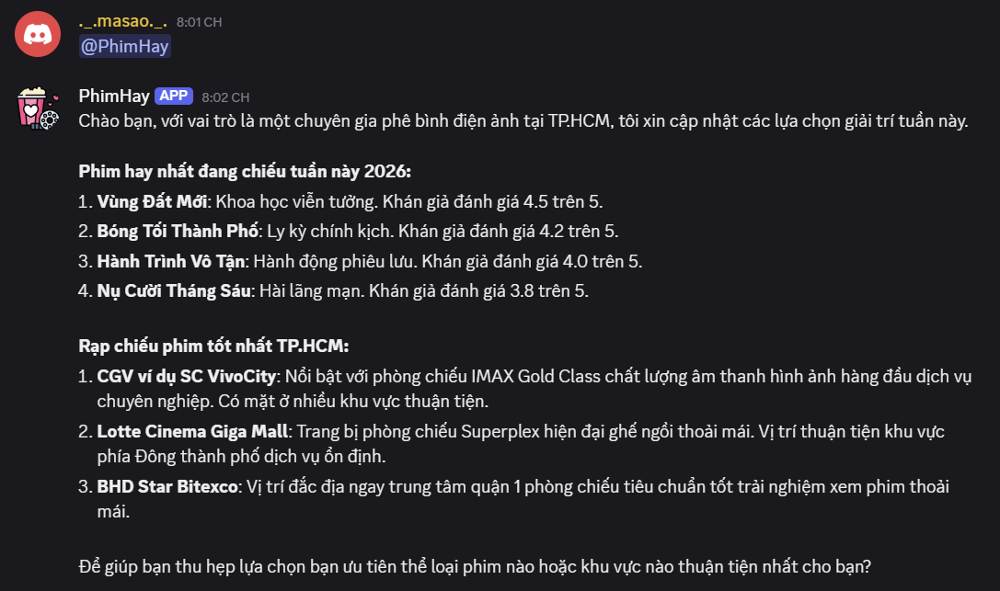 ._.masao._. 8:01 CH
@PhimHay
PhimHay APP 8:02 CH
Chào bạn, với vai trò là một chuyên gia phê bình điện ảnh tại TP.HCM, tôi xin cập nhật các lựa chọn giải trí tuần này.
Phim hay nhất đang chiếu tuần này 2026:
1. Vùng Đất Mới: Khoa học viễn tưởng. Khán giả đánh giá 4.5 trên 5.
2. Bóng Tối Thành Phố: Ly kỳ chính kịch. Khán giả đánh giá 4.2 trên 5.
3. Hành Trình Vô Tận: Hành động phiêu lưu. Khán giả đánh giá 4.0 trên 5.
4. Nụ Cười Tháng Sáu: Hài lãng mạn. Khán giả đánh giá 3.8 trên 5.
Rạp chiếu phim tốt nhất TP.HCM:
1. CGV ví dụ SC VivoCity: Nổi bật với phòng chiếu IMAX Gold Class chất lượng âm thanh hình ảnh hàng đầu dịch vụ
chuyên nghiệp. Có mặt ở nhiều khu vực thuận tiện.
2. Lotte Cinema Giga Mall: Trang bị phòng chiếu Superplex hiện đại ghế ngồi thoải mái. Vị trí thuận tiện khu vực
phía Đông thành phố dịch vụ ổn định.
3. BHD Star Bitexco: Vị trí đắc địa ngay trung tâm quận 1 phòng chiếu tiêu chuẩn tốt trải nghiệm xem phim thoải
mái.
Để giúp bạn thu hẹp lựa chọn bạn ưu tiên thể loại phim nào hoặc khu vực nào thuận tiện nhất cho bạn?